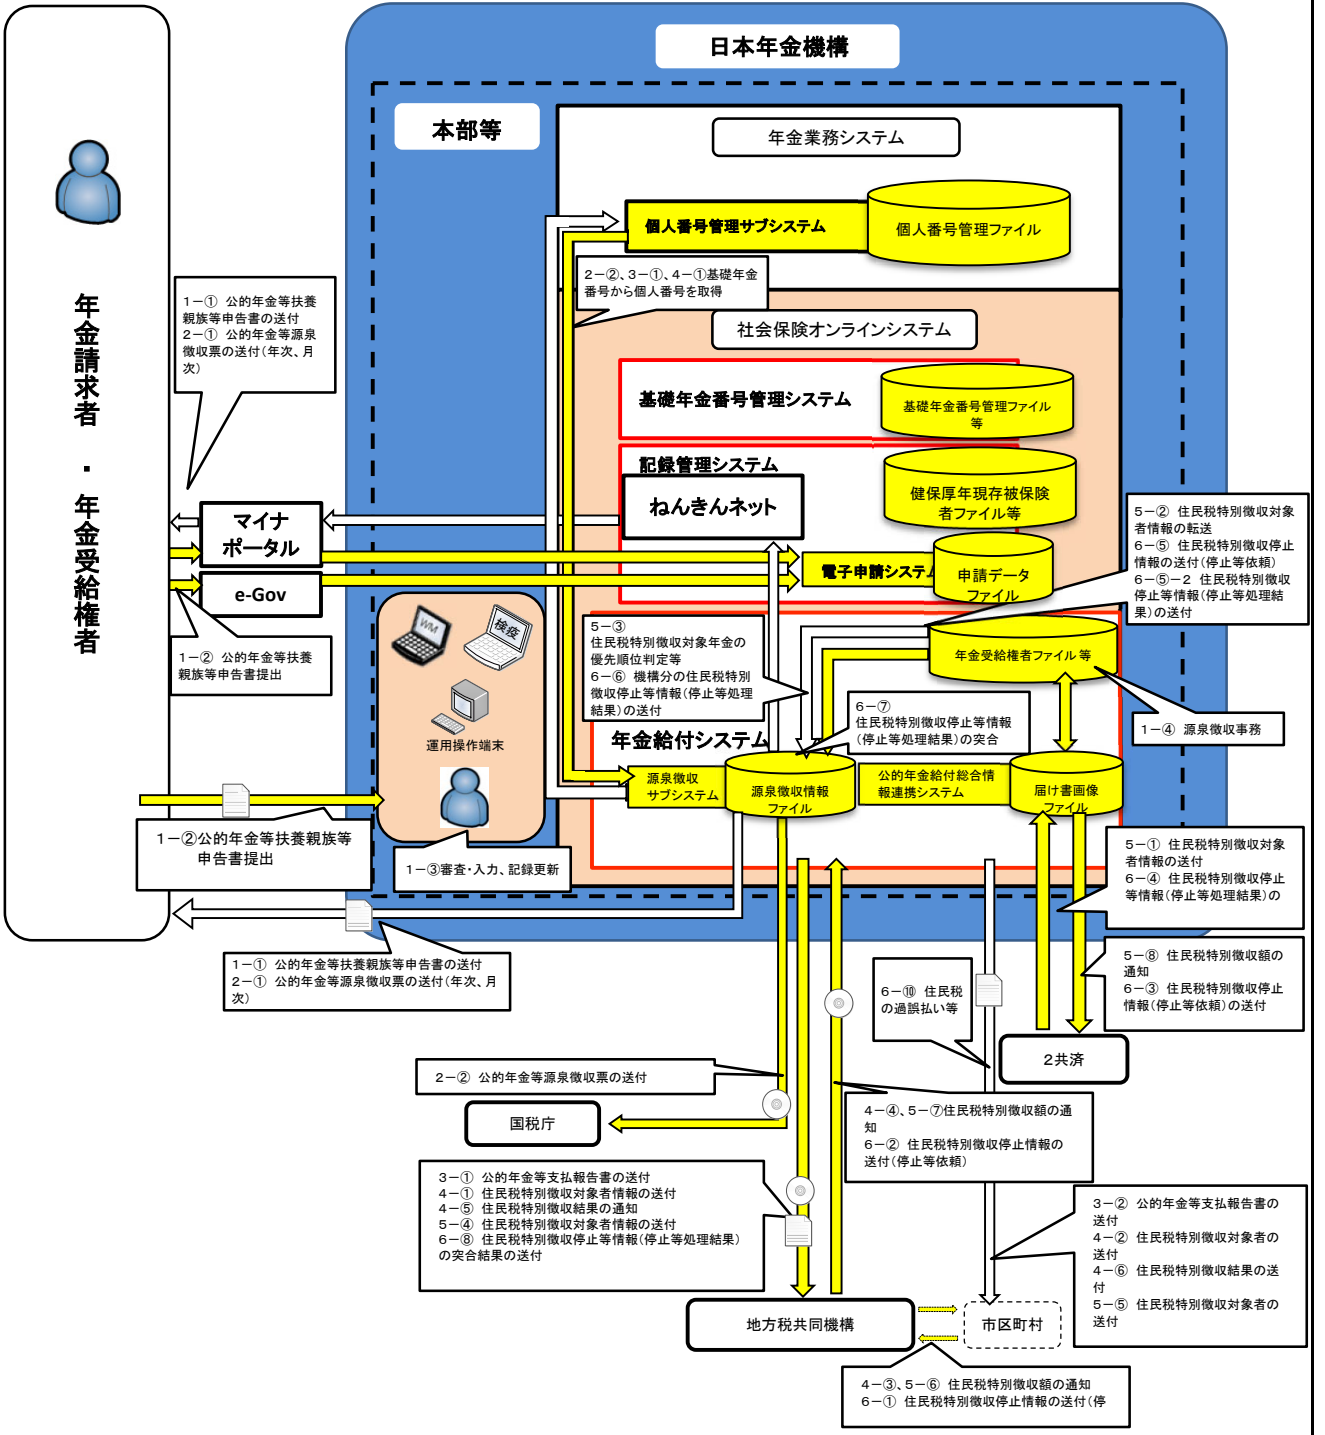 日本年金機構
本部等
年金業務システム
個人番号管理サブシステム
個人番号管理ファイル
2－②、3－①、4－①基礎年金
番号から個人番号を取得
社会保険オンラインシステム
年金請求者　・　年金受給権者
1－① 公的年金等扶養
親族等申告書の送付
2－① 公的年金等源泉
徴収票の送付(年次、月
次)
基礎年金番号管理システム
基礎年金番号管理ファイル
等
記録管理システム
ねんきんネット
健保厚年現存被保険
者ファイル等
マイナ
ポータル
e-Gov
電子申請システム
申請データ
ファイル
5－② 住民税特別徴収対象
者情報の転送
6－⑤ 住民税特別徴収停止
情報の送付(停止等依頼)
6－⑤－2 住民税特別徴収
停止等情報(停止等処理結
果)の送付
1－② 公的年金等扶養
親族等申告書提出
WM
検疫
運用操作端末
5－③
住民税特別徴収対象年金の
優先順位判定等
6－⑥ 機構分の住民税特別
徴収停止等情報(停止等処理
結果)の送付
年金受給権者ファイル等
6－⑦
住民税特別徴収停止等情報
(停止等処理結果)の突合
1－④ 源泉徴収事務
年金給付システム
源泉徴収
サブシステム
源泉徴収情報
ファイル
公的年金給付総合情
報連携システム
届け書画像
ファイル
1－②公的年金等扶養親族等
申告書提出
1－③審査・入力、記録更新
5－① 住民税特別徴収対象
者情報の送付
6－④ 住民税特別徴収停止
等情報(停止等処理結果)の
1－① 公的年金等扶養親族等申告書の送付
2－① 公的年金等源泉徴収票の送付(年次、月
次)
6－⑩ 住民税
の過誤払い等
5－⑧ 住民税特別徴収額の
通知
6－③ 住民税特別徴収停止
情報(停止等依頼)の送付
2共済
2－② 公的年金等源泉徴収票の送付
国税庁
4－④、5－⑦住民税特別徴収額の通
知
6－② 住民税特別徴収停止情報の
送付(停止等依頼)
3－① 公的年金等支払報告書の送付
4－① 住民税特別徴収対象者情報の送付
4－⑤ 住民税特別徴収結果の通知
5－④ 住民税特別徴収対象者情報の送付
6－⑧ 住民税特別徴収停止等情報(停止等処理結果)
の突合結果の送付
3－② 公的年金等支払報告書の
送付
4－② 住民税特別徴収対象者の
送付
4－⑥ 住民税特別徴収結果の送
付
5－⑤ 住民税特別徴収対象者の
送付
地方税共同機構
市区町村
4－③、5－⑥ 住民税特別徴収額の通知
6－① 住民税特別徴収停止情報の送付(停